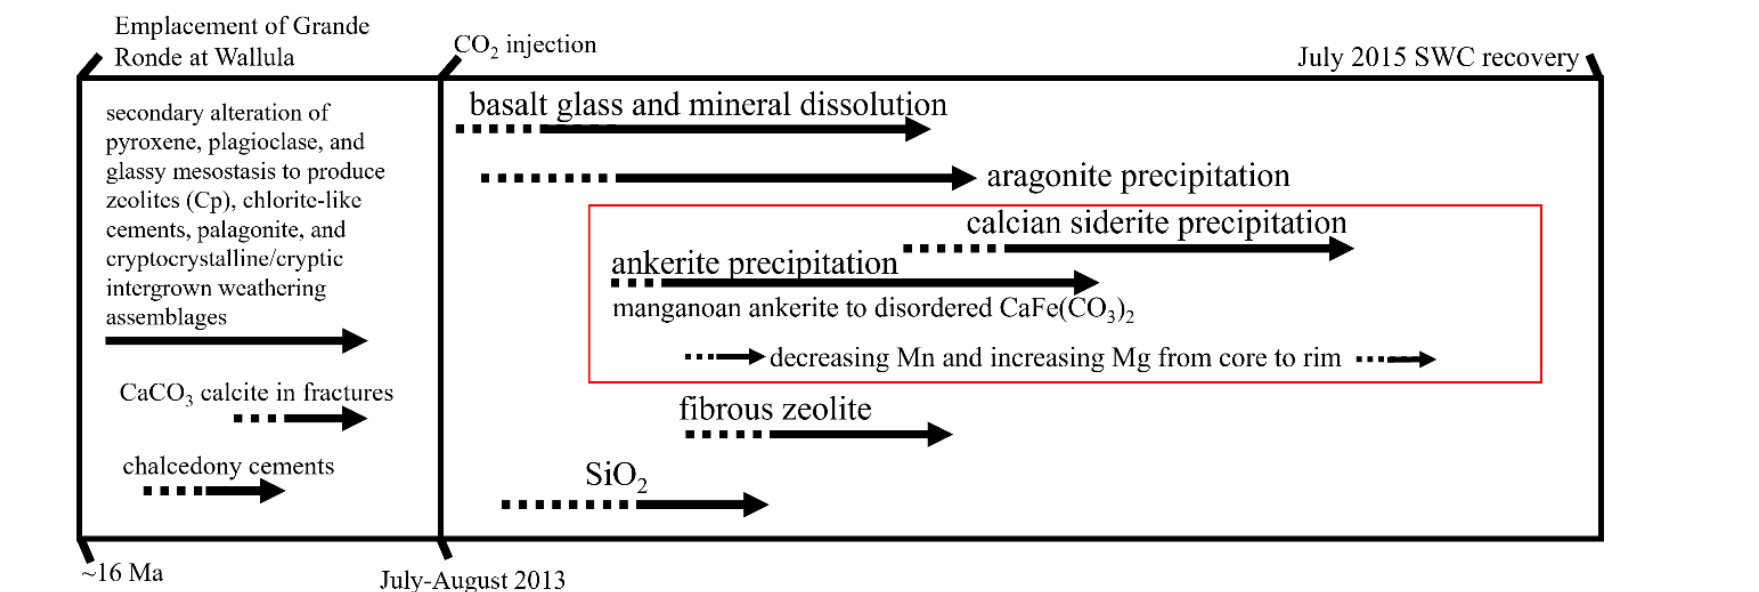 Emplacement of Grande
Ronde at Wallula
CO₂ injection
July 2015 SWC recovery
secondary alteration of
pyroxene, plagioclase, and
glassy mesostasis to produce
zeolites (Cp), chlorite-like
cements, palagonite, and
cryptocrystalline/cryptic
intergrown weathering
assemblages
CaCO₃ calcite in fractures
chalcedony cements
basalt glass and mineral dissolution
aragonite precipitation
calcian siderite precipitation
ankerite precipitation
manganoan ankerite to disordered CaFe(CO₃)₂
decreasing Mn and increasing Mg from core to rim
fibrous zeolite
SiO₂
~16 Ma
July-August 2013